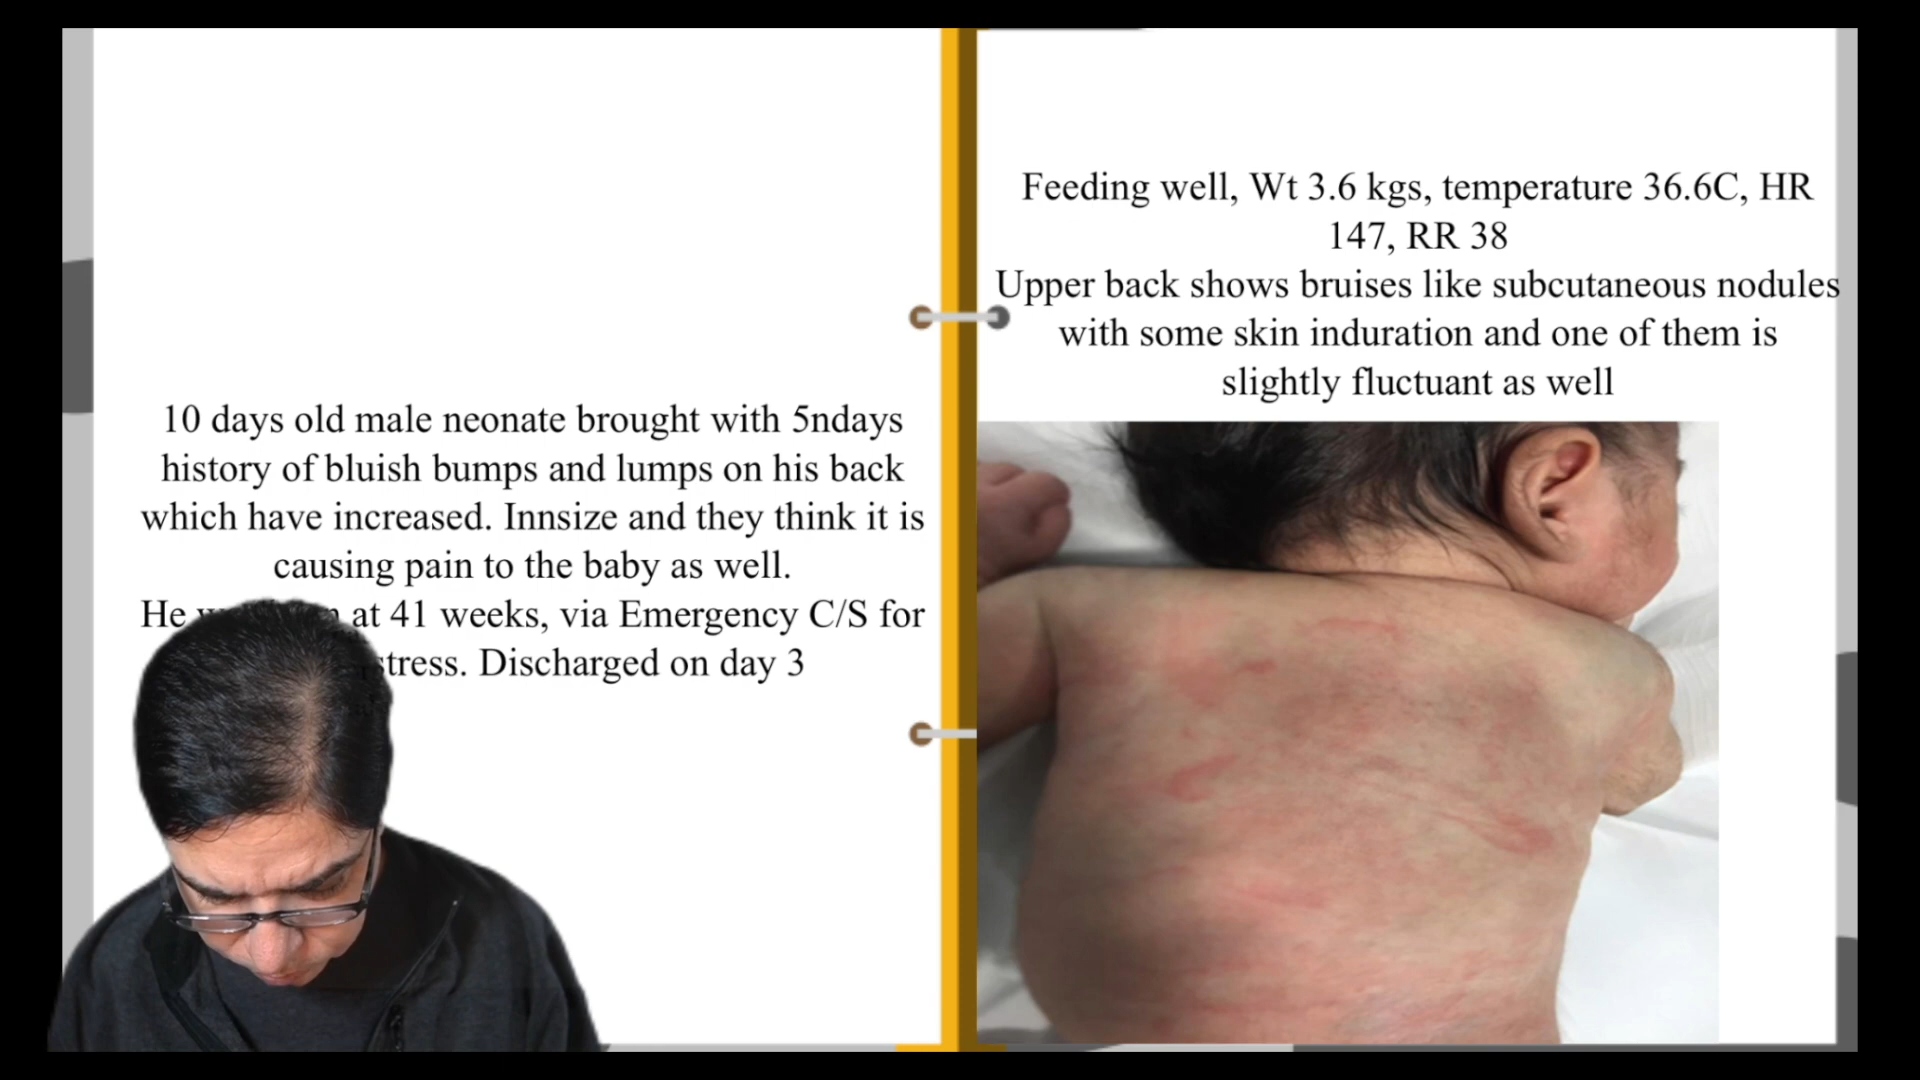 10 days old male neonate brought with 5ndays
history of bluish bumps and lumps on his back
which have increased. Innsize and they think it is
causing pain to the baby as well.
He at 41 weeks, via Emergency C/S for
Discharged on day 3
Feeding well, Wt 3.6 kgs, temperature 36.6C, HR
147, RR 38
Upper back shows bruises like subcutaneous nodules
with some skin induration and one of them is
slightly fluctuant as well